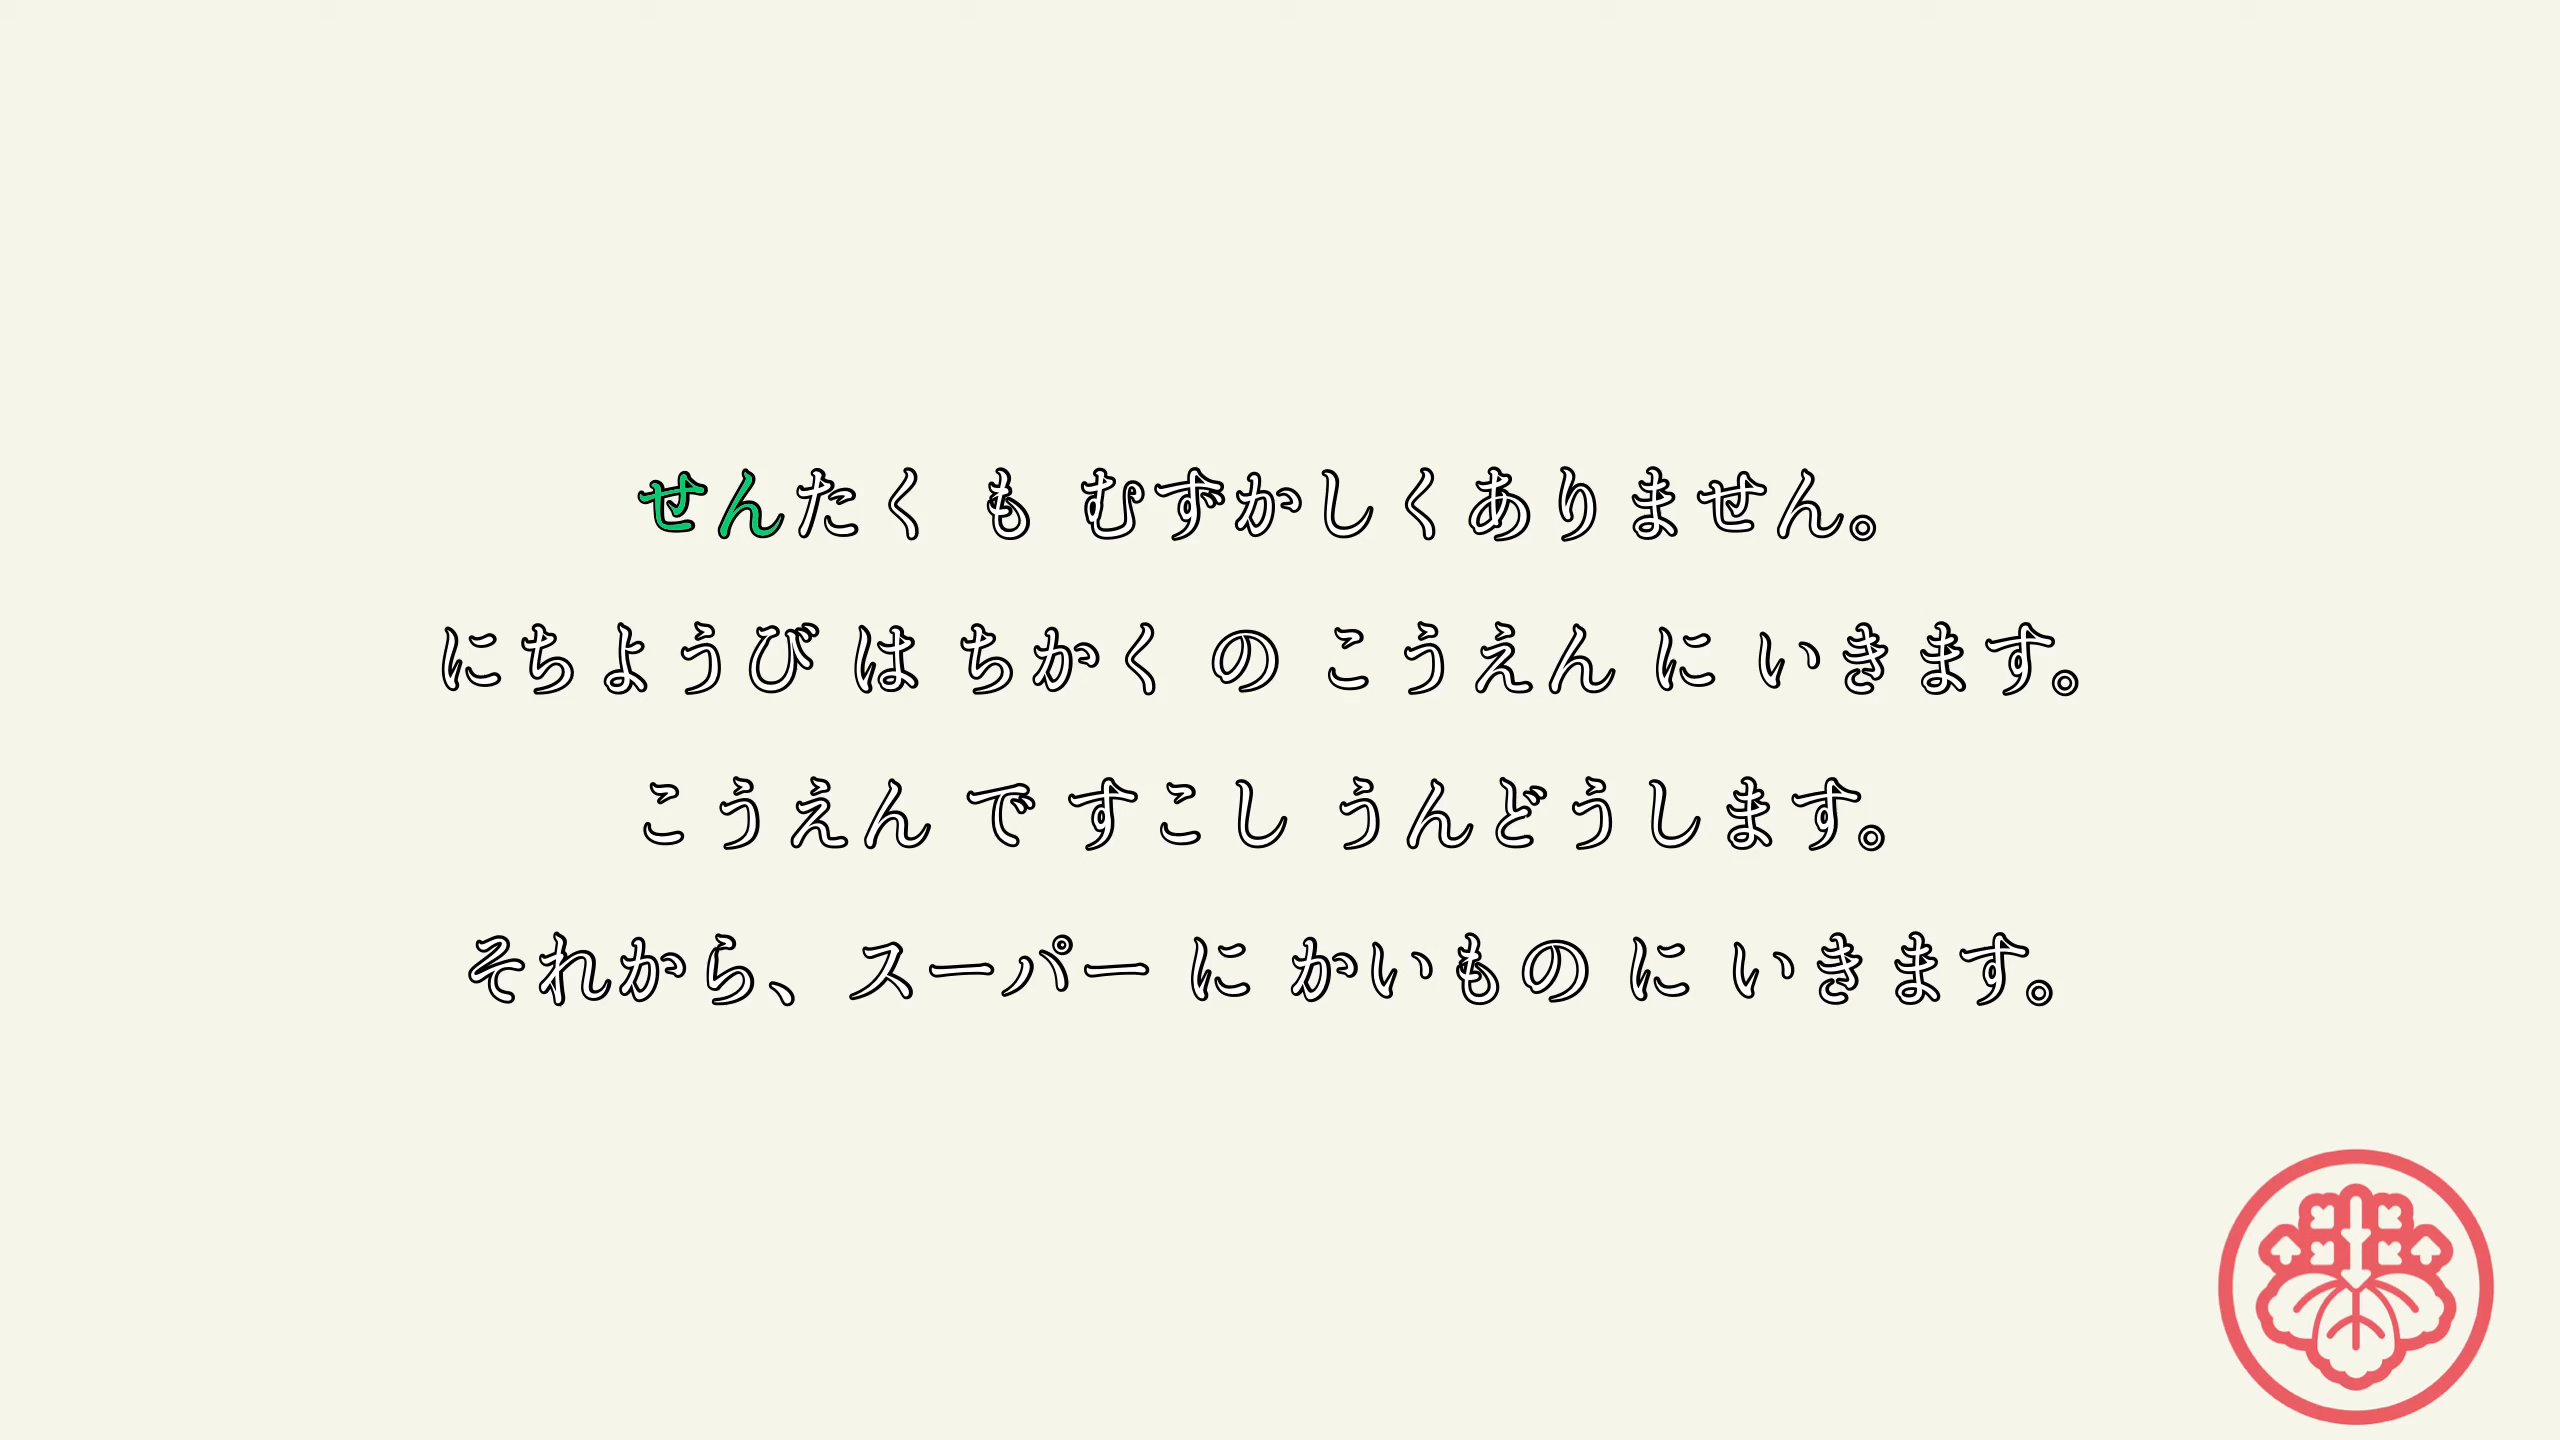 せんたく も むずかしくありません。
にちようび は ちかく の こうえん に いきます。
こうえん で すこし うんどうします。
それから、スーパー に かいもの に いきます。